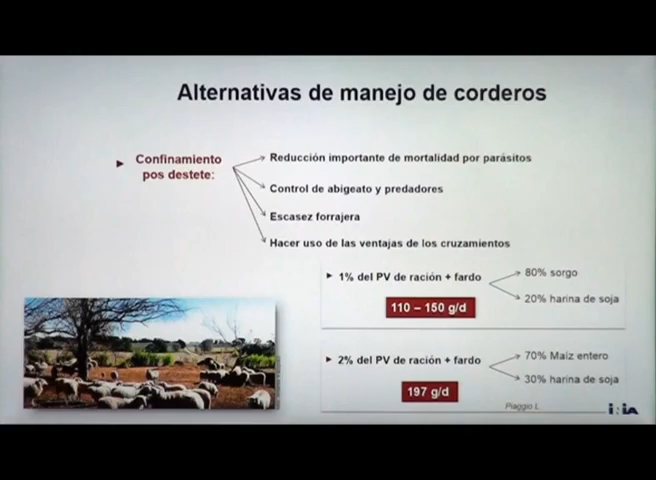 Alternativas de manejo de corderos
Confinamiento
pos destete:
Reducción importante de mortalidad por parásitos
Control de abigeato y predadores
Escasez forrajera
Hacer uso de las ventajas de los cruzamientos
1% del PV de ración + fardo
80% sorgo
20% harina de soja
110 – 150 g/d
2% del PV de ración + fardo
70% Maíz entero
30% harina de soja
197 g/d
Piaggio L.
inia